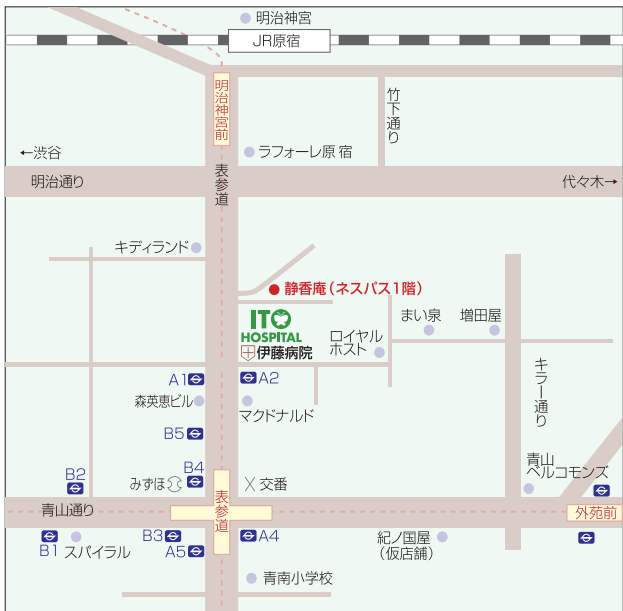 明治神宮
JR原宿
明治神宮前
竹下通り
ラフォーレ原宿
←渋谷
表参道
明治通り
代々木→
キディランド
静香庵(ネスパス1階)
ITO
HOSPITAL
伊藤病院
まい泉
増田屋
ロイヤル
ホスト
キラー通り
A1
A2
森英恵ビル
マクドナルド
B5
青山
ベルコモンズ
B4
B2
みずほ
交番
表参道
青山通り
外苑前
B1
スパイラル
B3
A5
A4
紀ノ国屋
(仮店舗)
青南小学校